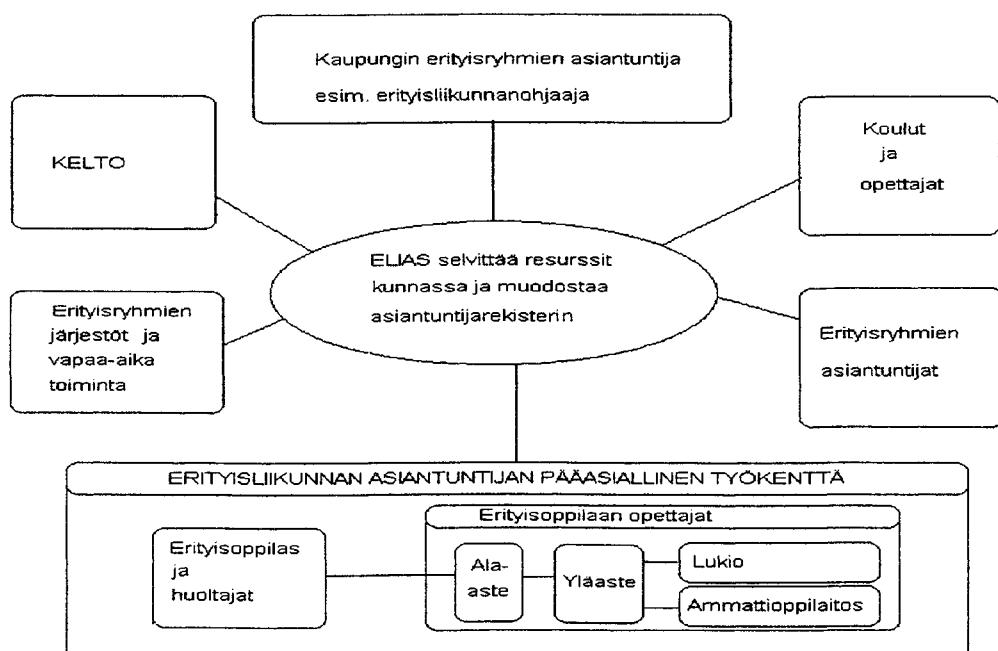 Kaupungin erityisryhmien asiantuntija
esim. erityisliikunnanohjaaja
KELTO
Koulut
ja
opettajat
ELIAS selvittää resurssit
kunnassa ja muodostaa
asiantuntijarekisterin
Erityisryhmien
järjestöt ja
vapaa-aika
toiminta
Erityisryhmien
asiantuntijat
ERITYISLIIKUNNAN ASIANTUNTIJAN PÄÄASIALLINEN TYÖKENTTÄ
Erityisoppilaan opettajat
Erityisoppilas
ja
huoltajat
Ala-
aste
Yläaste
Lukio
Ammattioppilaitos